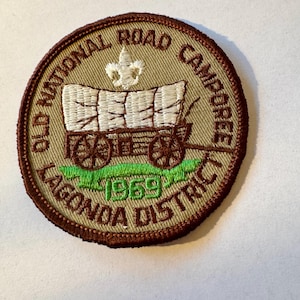 OLD NATIONAL ROAD CAMPOREE
1969
LAGONDA DISTRICT